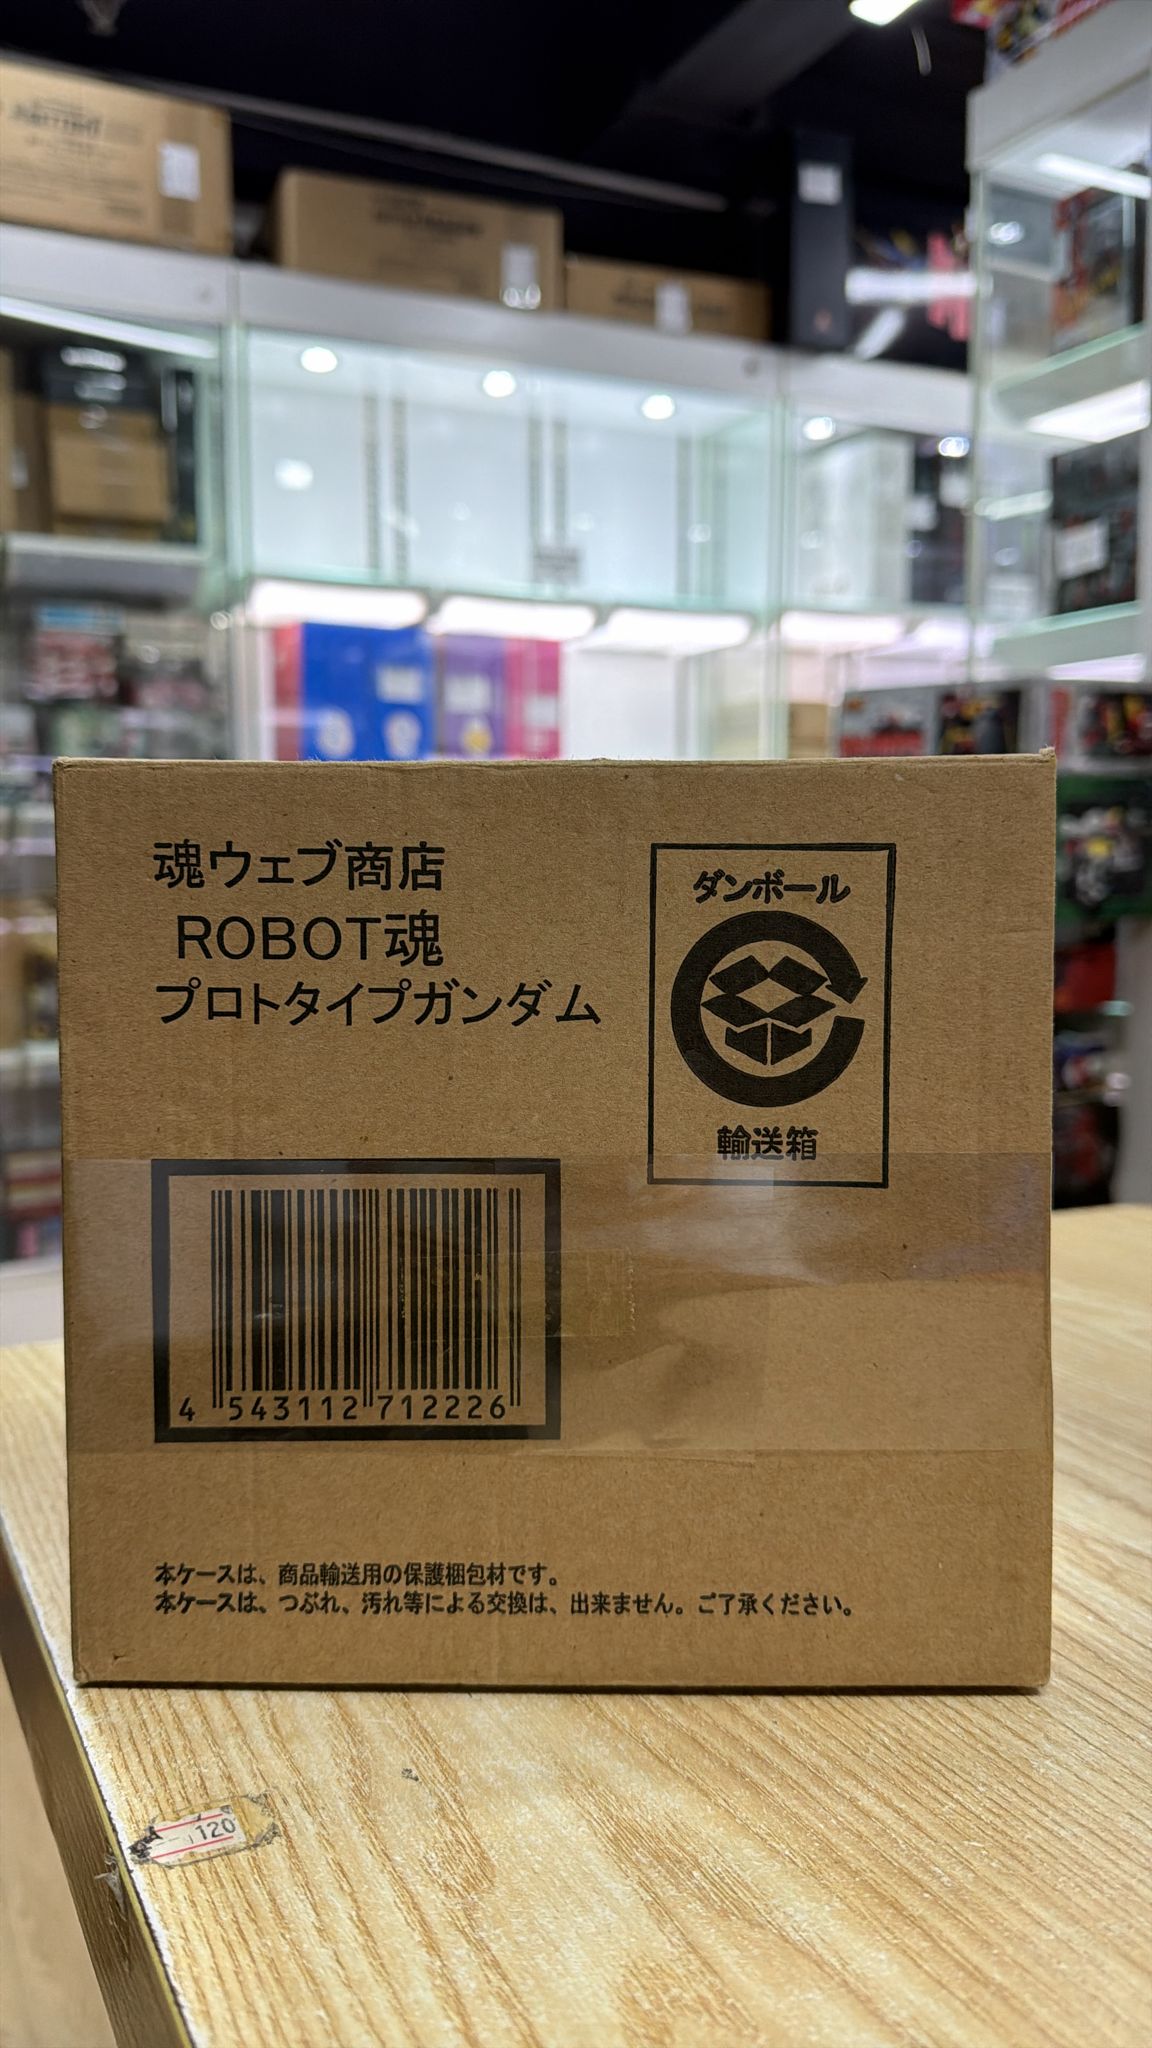 魂ウェブ商店
ROBOT魂
プロトタイプガンダム
ダンボール
輸送箱
4 543112 712226
本ケースは、商品輸送用の保護梱包材です。
本ケースは、つぶれ、汚れ等による交換は、出来ません。ご了承ください。
120